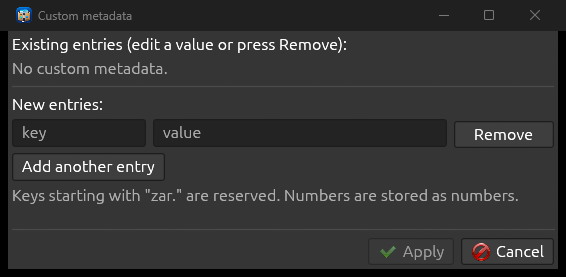 Custom metadata
Existing entries (edit a value or press Remove):
No custom metadata.
New entries:
key value Remove
Add another entry
Keys starting with "zar." are reserved. Numbers are stored as numbers.
Apply Cancel